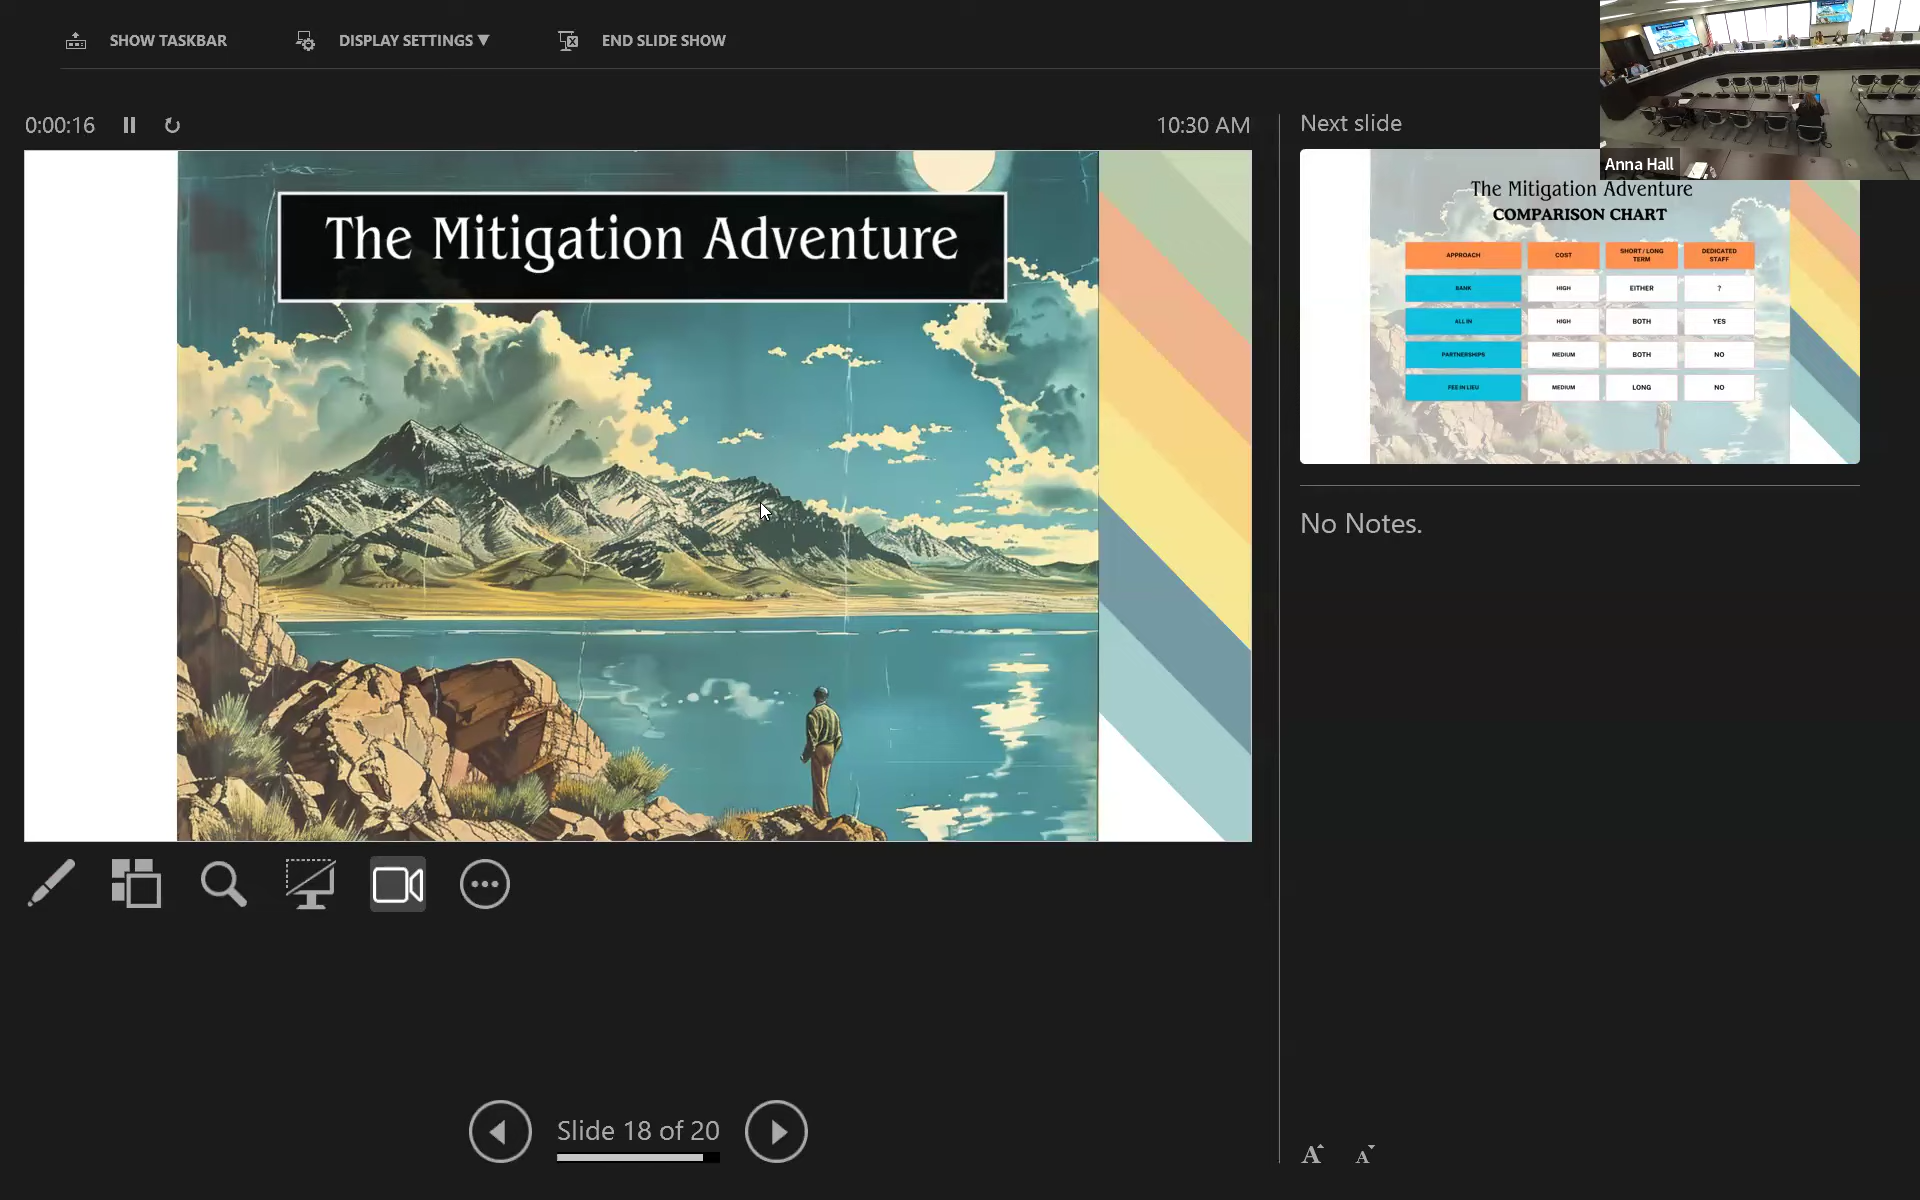 SHOW TASKBAR
DISPLAY SETTINGS ▼
END SLIDE SHOW
0:00:16
10:30 AM
The Mitigation Adventure
Slide 18 of 20
Next slide
Anna Hall
The Mitigation Adventure
COMPARISON CHART
APPROACH COST SHORT / LONG TERM DEDICATED STAFF
BANK HIGH EITHER ?
ALL IN HIGH BOTH YES
PARTNERSHIPS MEDIUM BOTH NO
FEE IN LIEU MEDIUM LONG NO
No Notes.
A A